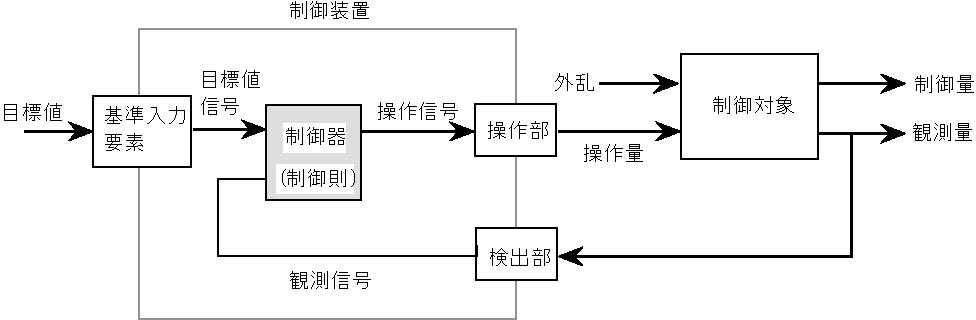 制御装置
目標値
基準入力
要素
目標値
信号
制御器
(制御則)
操作信号
操作部
外乱
操作量
制御対象
制御量
観測量
検出部
観測信号